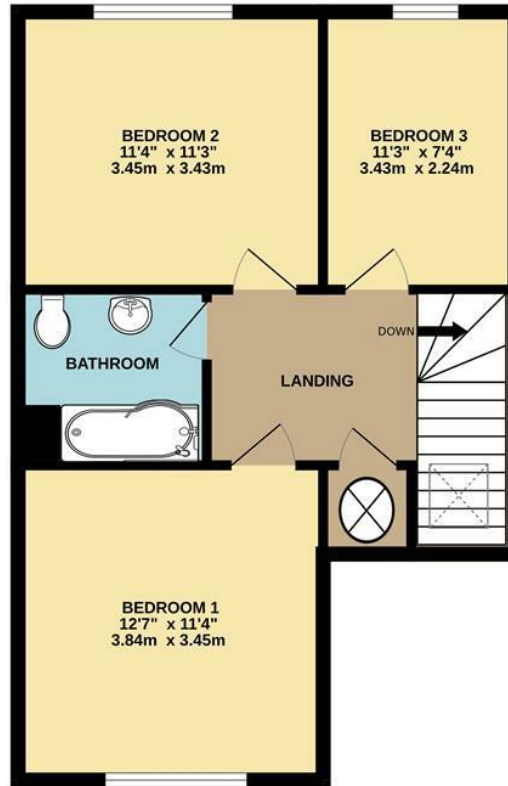 BEDROOM 2
11'4" x 11'3"
3.45m x 3.43m
BEDROOM 3
11'3" x 7'4"
3.43m x 2.24m
DOWN
BATHROOM
LANDING
BEDROOM 1
12'7" x 11'4"
3.84m x 3.45m